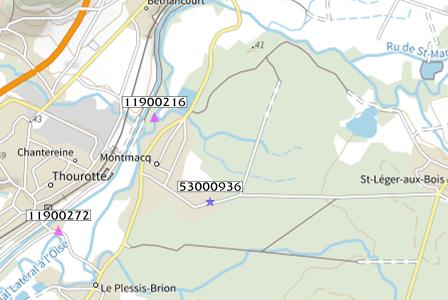 Béthancourt
41
Ru de St-Ma
11900216
43
Chantereine
Montmacq
Thourotte
53000936
St-Léger-aux-Bois
11900272
al Latéral à l'Oise
Le Plessis-Brion